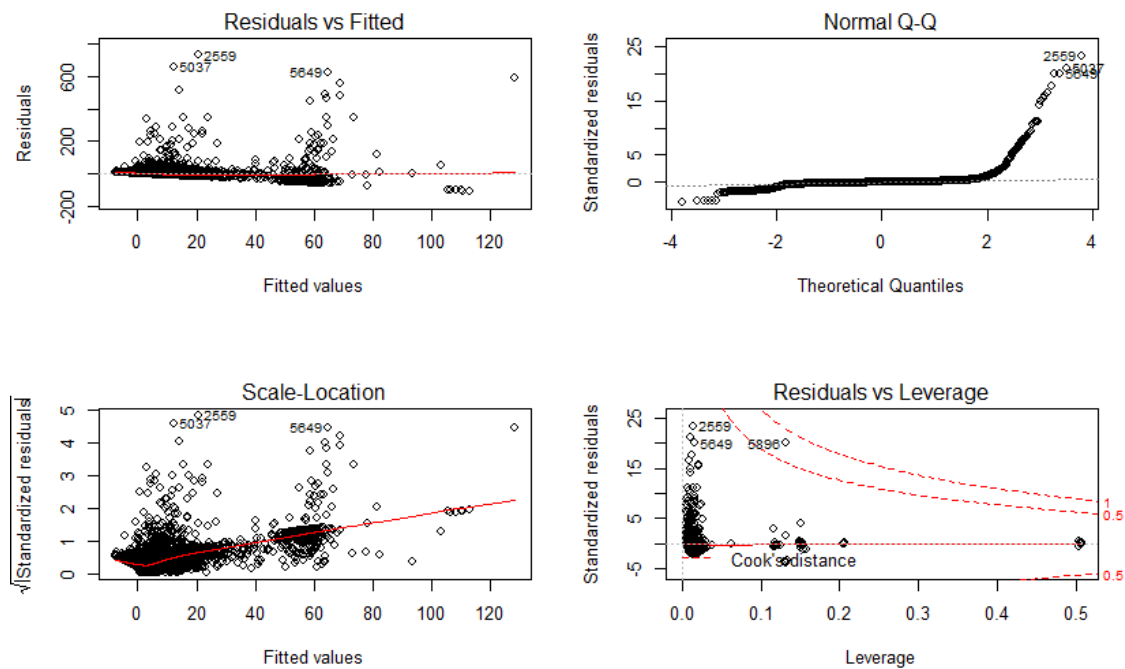 Residuals vs Fitted
Residuals
600
200
-200
2559
5037
5649
0 20 40 60 80 100 120
Fitted values
Normal Q-Q
Standardized residuals
25
15
5
0
2559
5037
5649
-4 -2 0 2 4
Theoretical Quantiles
Scale-Location
√|Standardized residuals|
5
4
3
2
1
0
2559
5037
5649
0 20 40 60 80 100 120
Fitted values
Residuals vs Leverage
Standardized residuals
25
15
5
-5
2559
5649 5896
1
0.5
0.5
Cook's distance
0.0 0.1 0.2 0.3 0.4 0.5
Leverage